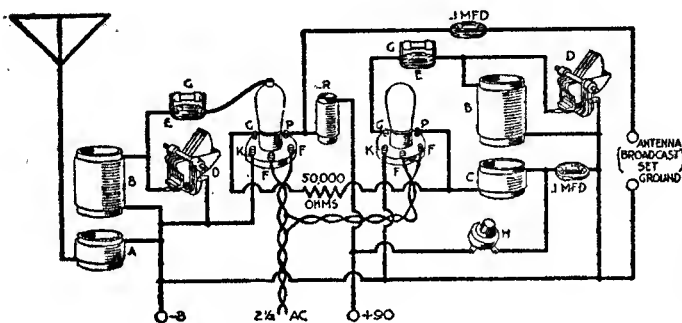 .1 MFD
G
E
D
B
G
E
D
B
A
G
P
K
F
F
F
R
G
P
K
F
F
F
50,000
OHMS
C
.1 MFD
H
ANTENNA
BROADCAST
SET
GROUND
-B
2½ AC
+90